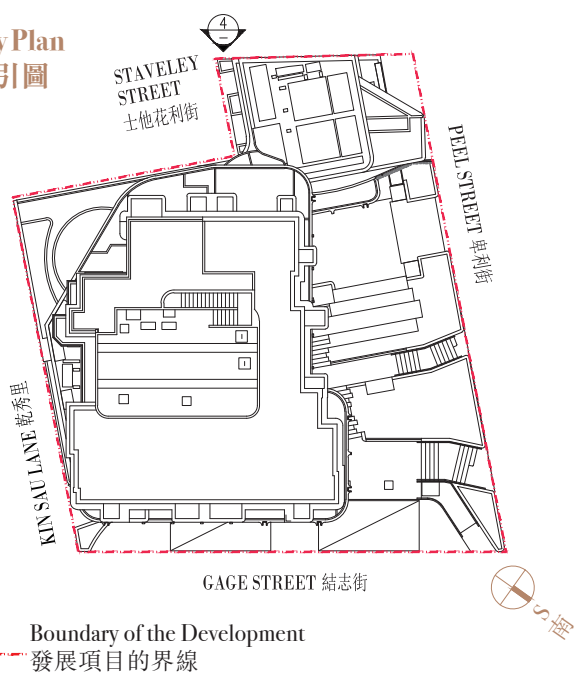 y Plan
引圖
4
STAVELEY
STREET
士他花利街
PEEL STREET 卑利街
KIN SAU LANE 乾秀里
GAGE STREET 結志街
S 南
Boundary of the Development
發展項目的界線